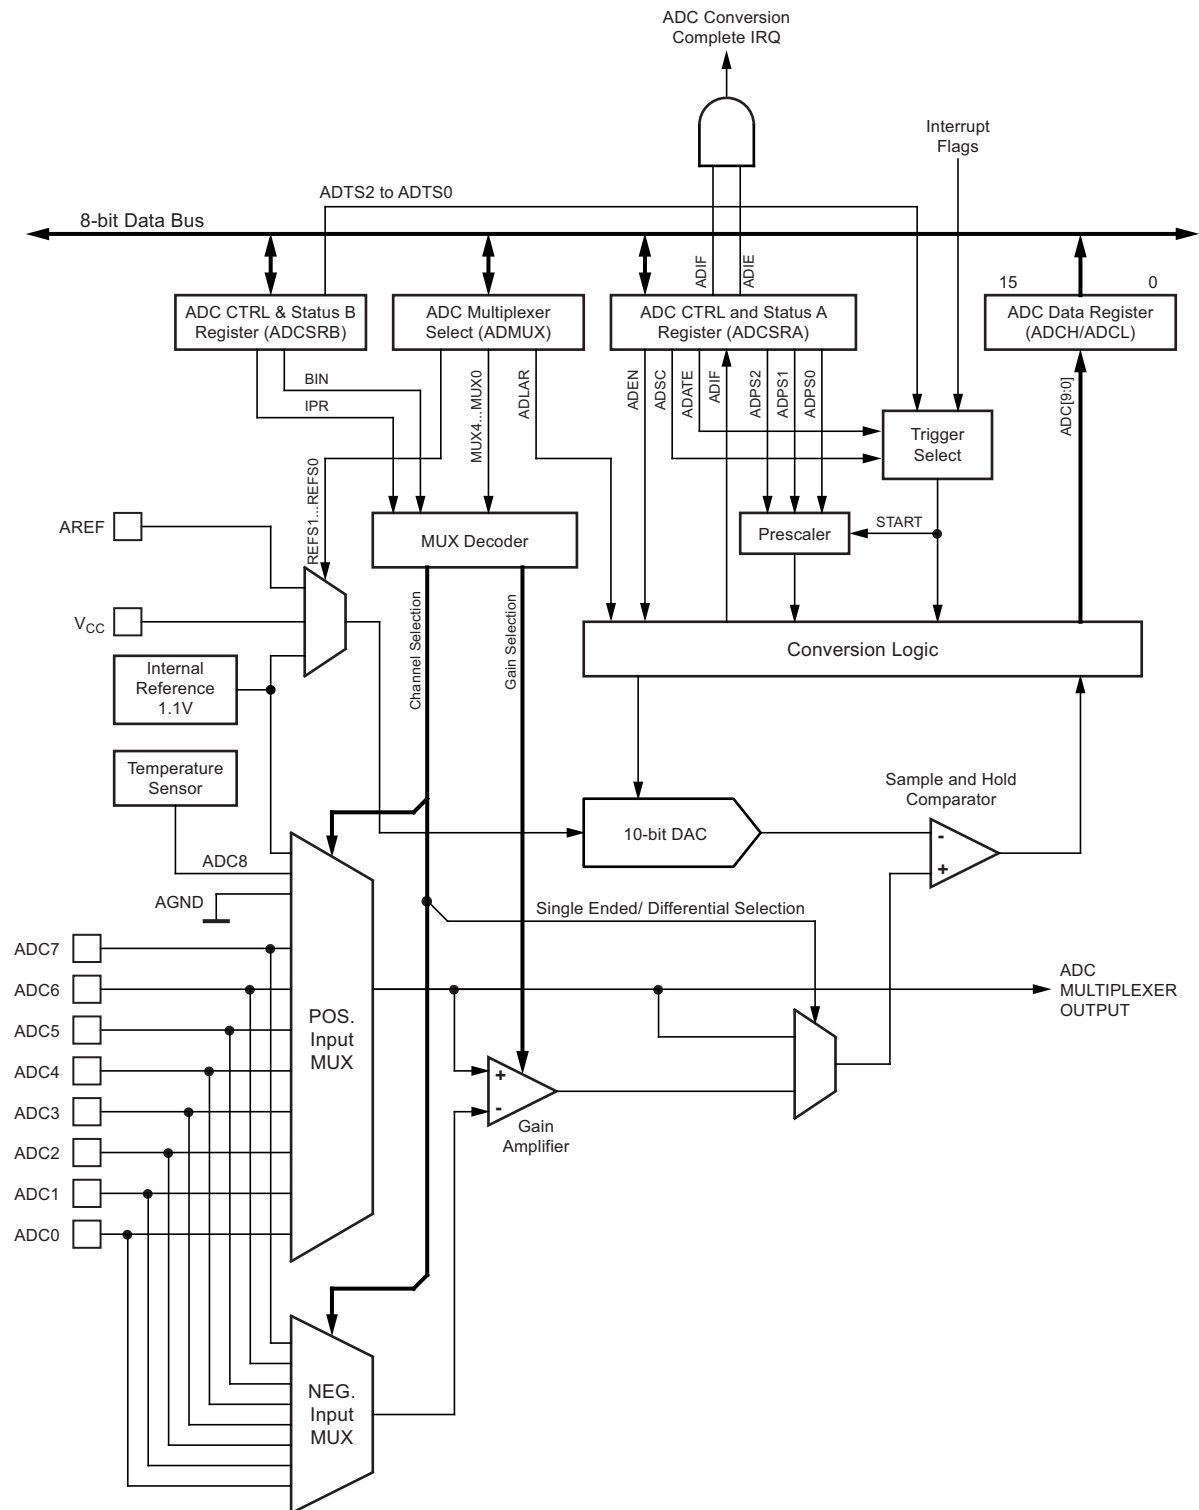 ADC Conversion
Complete IRQ
Interrupt
Flags
ADTS2 to ADTS0
8-bit Data Bus
ADIF
ADIE
15
0
ADC CTRL & Status B
Register (ADCSRB)
ADC Multiplexer
Select (ADMUX)
ADC CTRL and Status A
Register (ADCSRA)
ADC Data Register
(ADCH/ADCL)
BIN
IPR
REFS1...REFS0
MUX4...MUX0
ADLAR
ADEN
ADSC
ADATE
ADIF
ADPS2
ADPS1
ADPS0
ADC[9:0]
Trigger
Select
START
AREF
MUX Decoder
Prescaler
VCC
Channel Selection
Gain Selection
Conversion Logic
Internal
Reference
1.1V
Temperature
Sensor
Sample and Hold
Comparator
10-bit DAC
-
+
ADC8
AGND
Single Ended/ Differential Selection
ADC7
ADC6
ADC5
ADC4
ADC3
ADC2
ADC1
ADC0
POS.
Input
MUX
ADC
MULTIPLEXER
OUTPUT
+
-
Gain
Amplifier
NEG.
Input
MUX